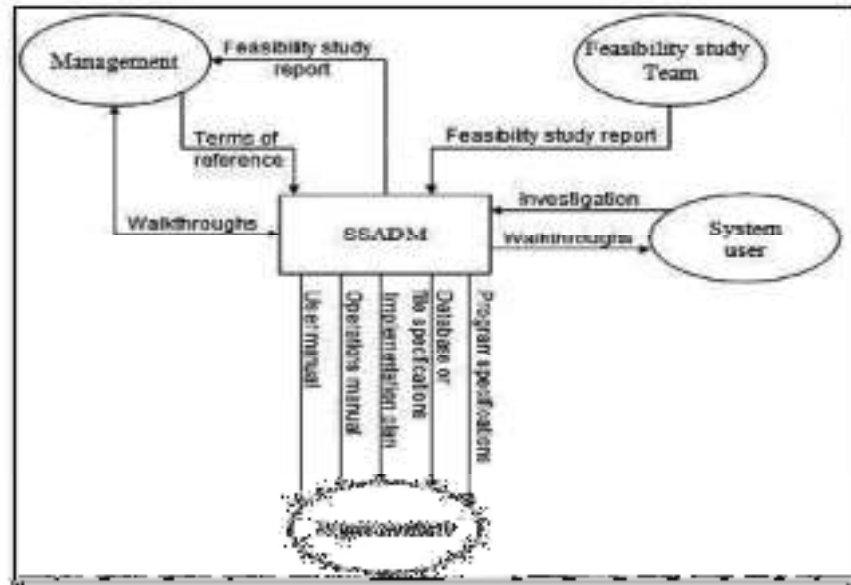 Management
Feasibility study
report
Feasibility study
Team
Terms of
reference
Feasibility study report
Investigation
Walkthroughs
SSADM
Walkthroughs
System
user
User manual
Operations manual
Implementation plan
Database or
file specifications
Program specifications